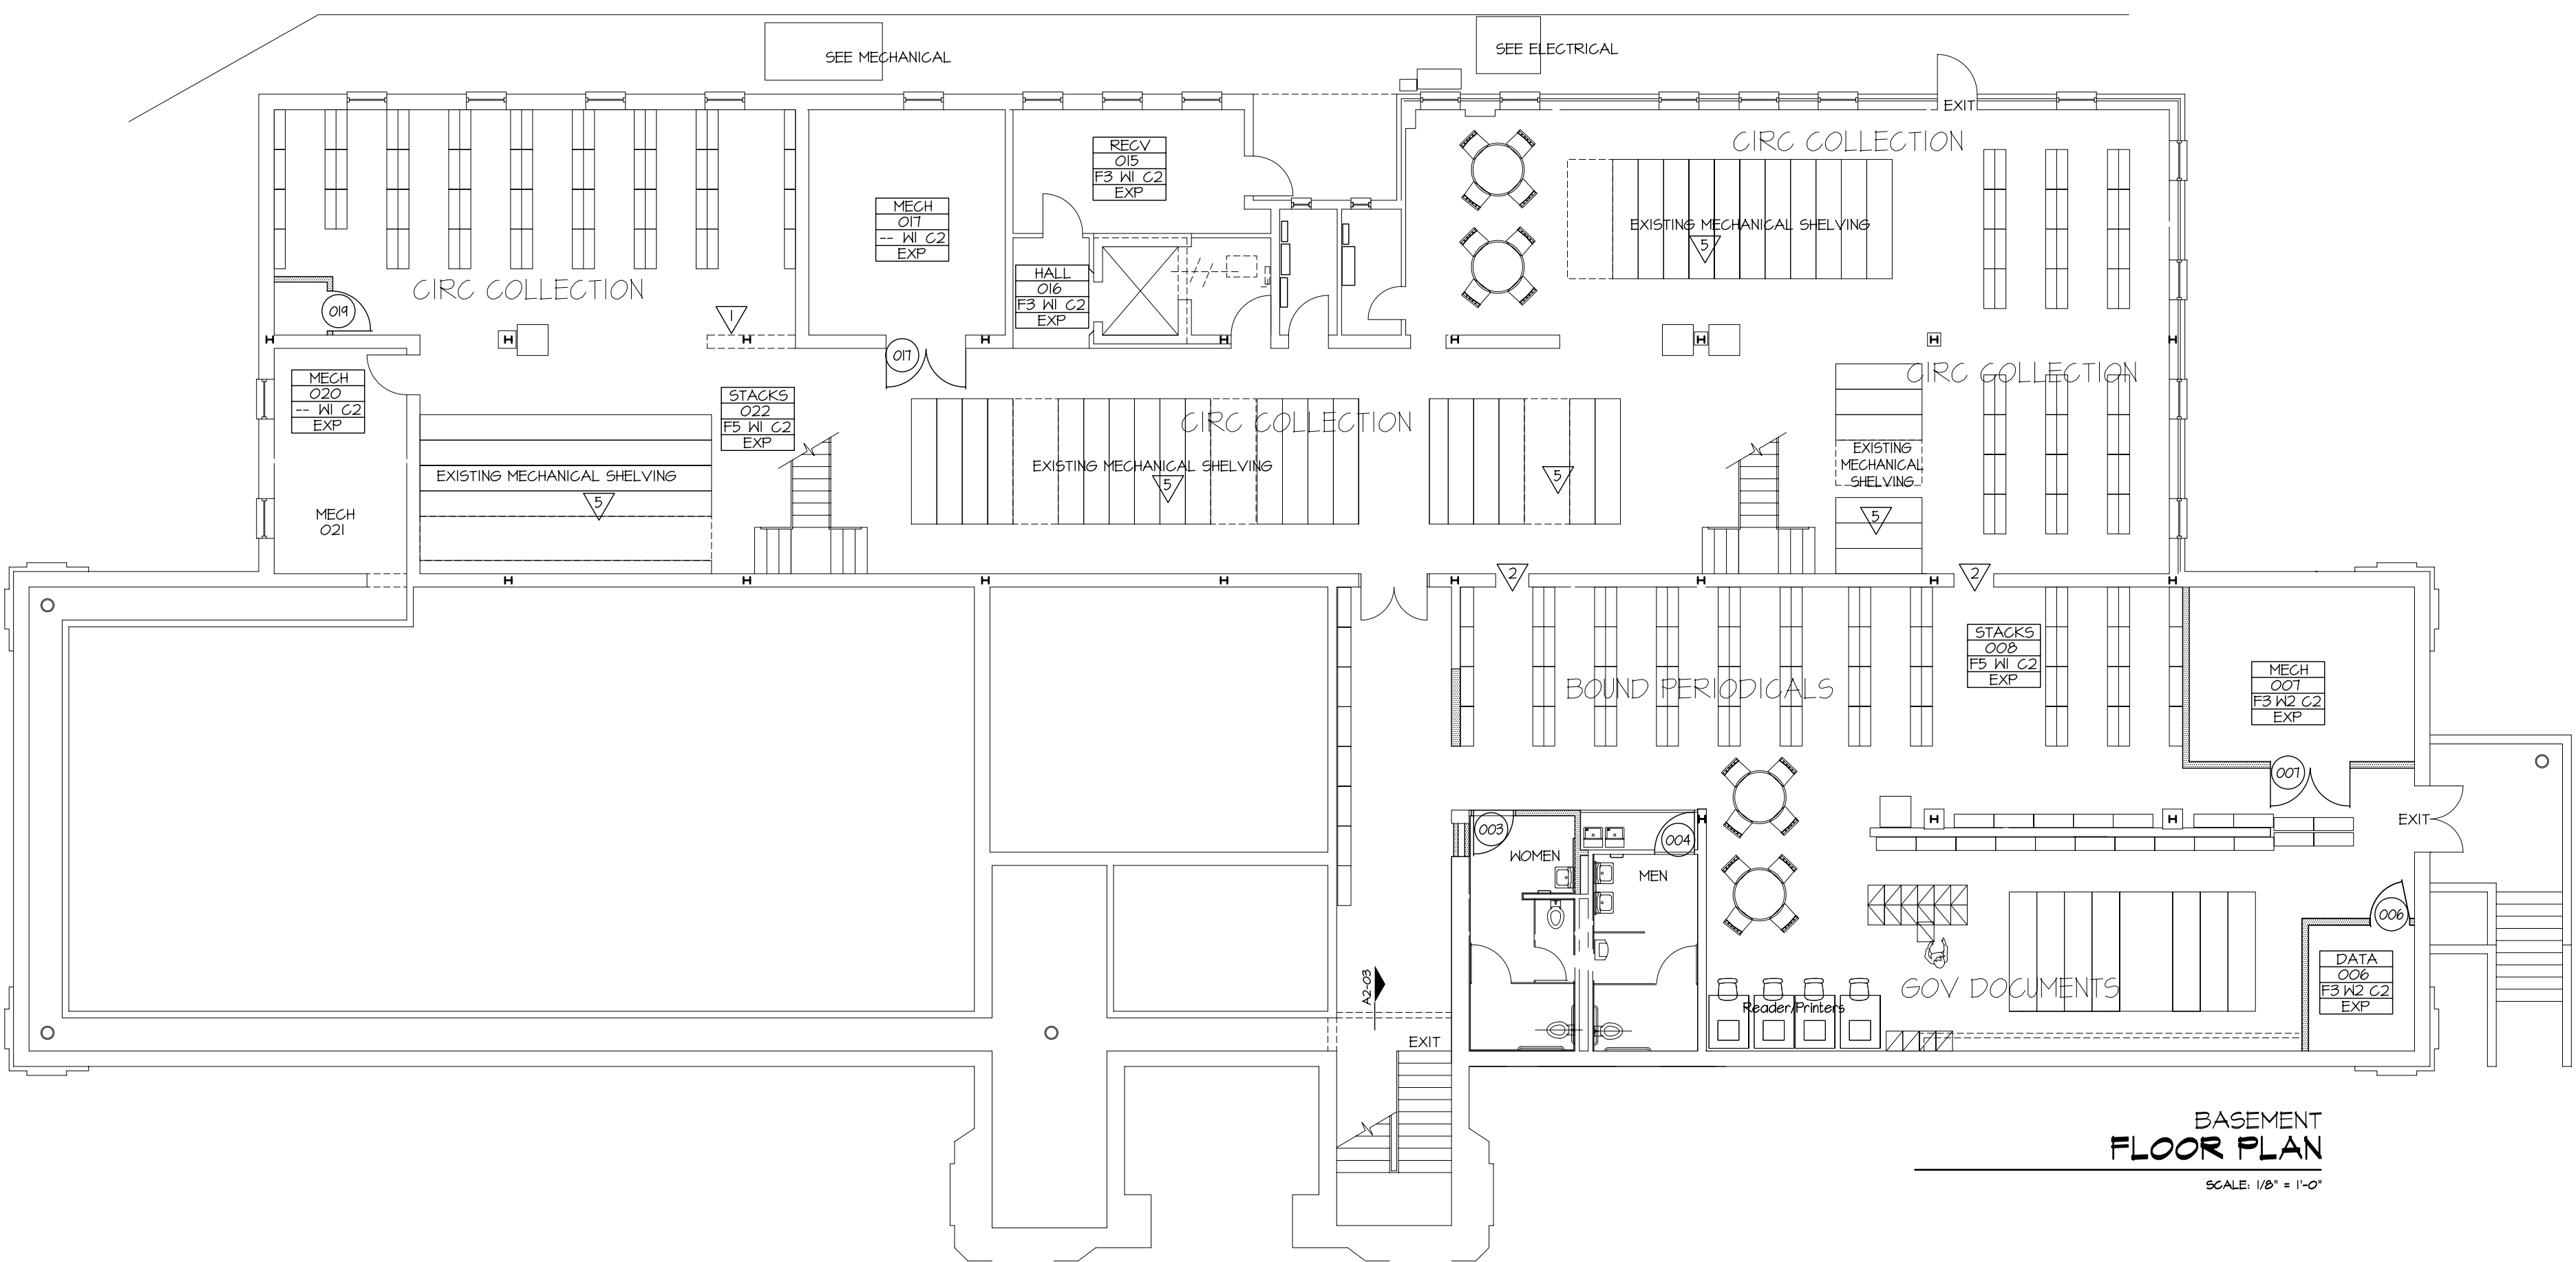 SEE MECHANICAL
SEE ELECTRICAL
EXIT
CIRC COLLECTION
RECV
015
F3 W1 C2
EXP
MECH
017
-- W1 C2
EXP
EXISTING MECHANICAL SHELVING
5
HALL
016
F3 W1 C2
EXP
CIRC COLLECTION
019
1
017
MECH
020
-- W1 C2
EXP
STACKS
022
F5 W1 C2
EXP
CIRC COLLECTION
CIRC COLLECTION
EXISTING MECHANICAL SHELVING
5
EXISTING MECHANICAL SHELVING
5
5
EXISTING
MECHANICAL
SHELVING
5
MECH
021
2
2
STACKS
008
F5 W1 C2
EXP
BOUND PERIODICALS
MECH
007
F3 W2 C2
EXP
007
EXIT
003
004
WOMEN
MEN
006
DATA
006
F3 W2 C2
EXP
GOV DOCUMENTS
Reader/Printers
A2-03
EXIT
BASEMENT
FLOOR PLAN
SCALE: 1/8" = 1'-0"